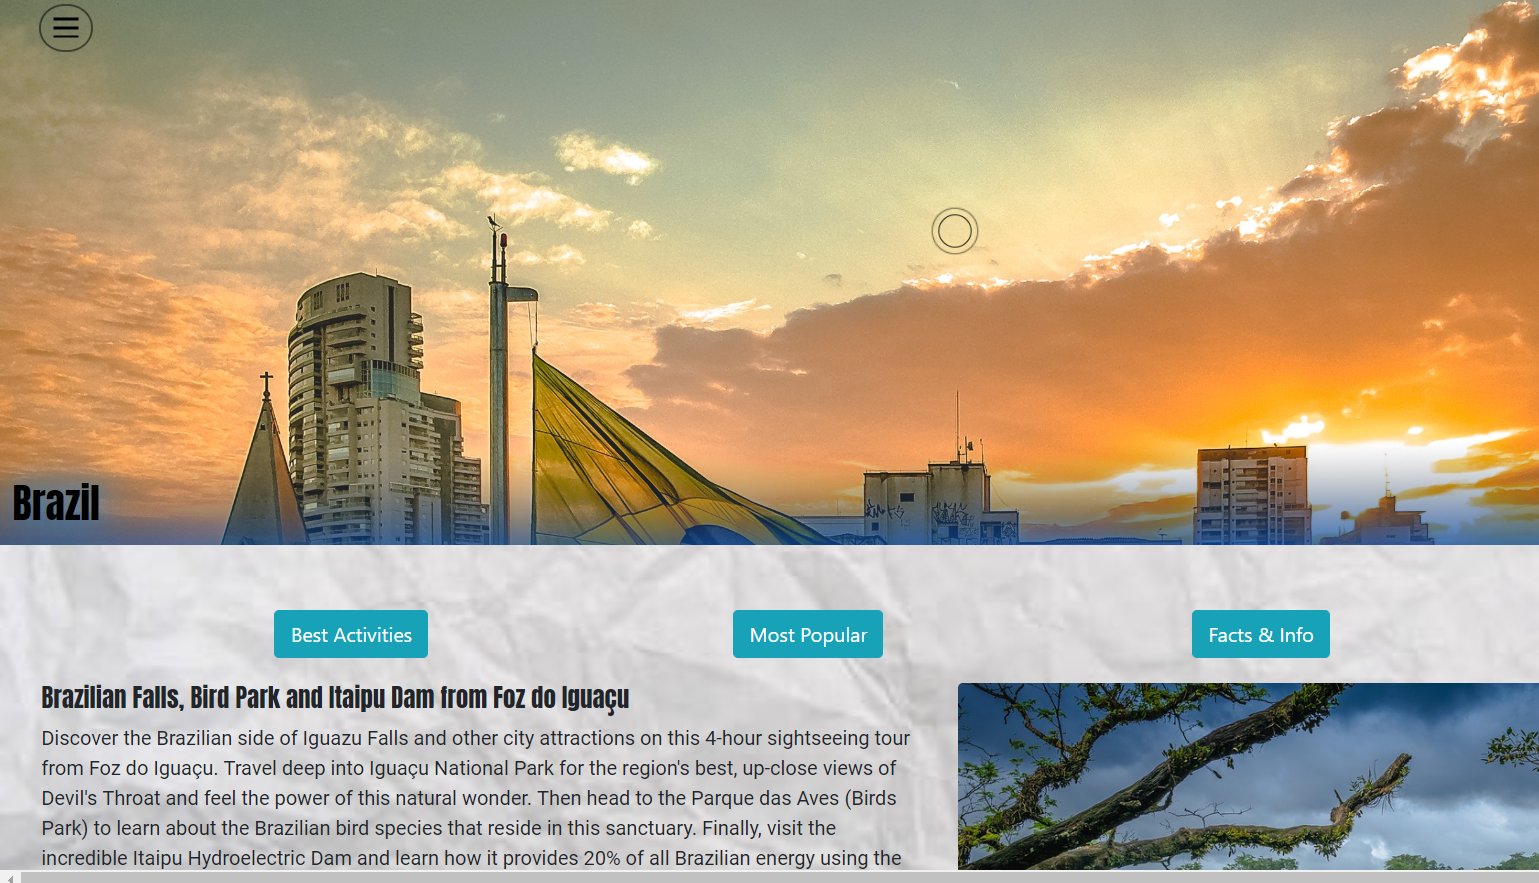 Brazil
Best Activities
Most Popular
Facts & Info
Brazilian Falls, Bird Park and Itaipu Dam from Foz do Iguaçu
Discover the Brazilian side of Iguazu Falls and other city attractions on this 4-hour sightseeing tour
from Foz do Iguaçu. Travel deep into Iguaçu National Park for the region's best, up-close views of
Devil's Throat and feel the power of this natural wonder. Then head to the Parque das Aves (Birds
Park) to learn about the Brazilian bird species that reside in this sanctuary. Finally, visit the
incredible Itaipu Hydroelectric Dam and learn how it provides 20% of all Brazilian energy using the